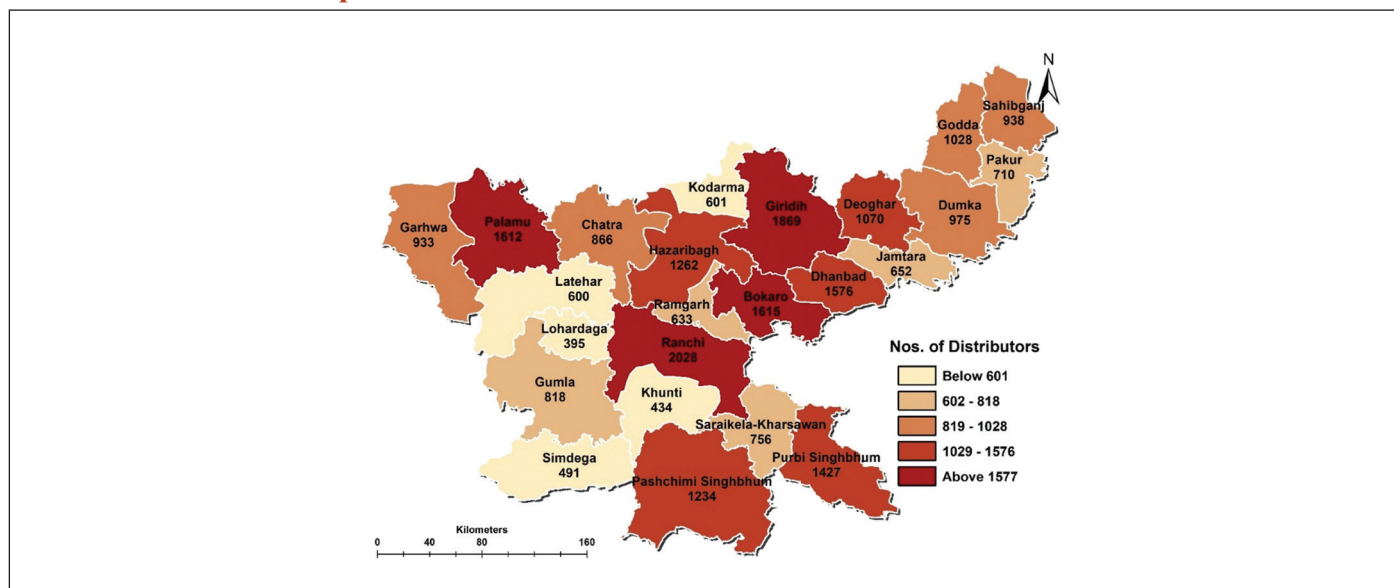 N
Sahibganj
938
Godda
1028
Pakur
710
Kodarma
601
Giridih
1869
Deoghar
1070
Dumka
975
Garhwa
933
Palamu
1612
Chatra
866
Hazaribagh
1262
Jamtara
652
Dhanbad
1576
Latehar
600
Ramgarh
633
Bokaro
1615
Lohardaga
395
Ranchi
2028
Gumla
818
Khunti
434
Saraikela-Kharsawan
756
Simdega
491
Purbi Singhbhum
1427
Pashchimi Singhbhum
1234
Nos. of Distributors
Below 601
602 - 818
819 - 1028
1029 - 1576
Above 1577
Kilometers
0 40 80 160